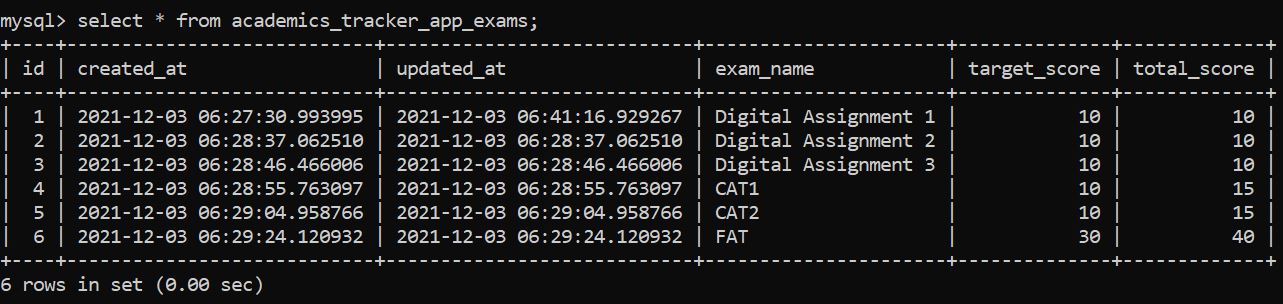 mysql> select * from academics_tracker_app_exams;
+----+----------------------------+----------------------------+----------------------+--------------+-------------+
| id | created_at                 | updated_at                 | exam_name            | target_score | total_score |
+----+----------------------------+----------------------------+----------------------+--------------+-------------+
|  1 | 2021-12-03 06:27:30.993995 | 2021-12-03 06:41:16.929267 | Digital Assignment 1 |           10 |          10 |
|  2 | 2021-12-03 06:28:37.062510 | 2021-12-03 06:28:37.062510 | Digital Assignment 2 |           10 |          10 |
|  3 | 2021-12-03 06:28:46.466006 | 2021-12-03 06:28:46.466006 | Digital Assignment 3 |           10 |          10 |
|  4 | 2021-12-03 06:28:55.763097 | 2021-12-03 06:28:55.763097 | CAT1                 |           10 |          15 |
|  5 | 2021-12-03 06:29:04.958766 | 2021-12-03 06:29:04.958766 | CAT2                 |           10 |          15 |
|  6 | 2021-12-03 06:29:24.120932 | 2021-12-03 06:29:24.120932 | FAT                  |           30 |          40 |
+----+----------------------------+----------------------------+----------------------+--------------+-------------+
6 rows in set (0.00 sec)